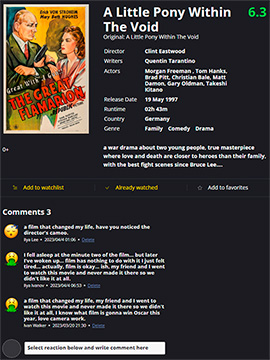 ERICH VON STROHEIM
MARY BETH HUGHES
Great with a Gun
THE GREAT
FLAMARION
A Little Pony Within
The Void
6.3
Original: A Little Pony Within The Void
Director Clint Eastwood
Writers Quentin Tarantino
Actors Morgan Freeman , Tom Hanks,
Brad Pitt, Christian Bale, Matt
Damon, Gary Oldman, Takeshi
Kitano
Release Date 19 May 1997
Runtime 02h 43m
Country Germany
Genre Family Comedy Drama
0+
a war drama about two young people, true masterpiece
where love and death are closer to heroes than their family,
with the best fight scenes since Bruce Lee....
Add to watchlist
Already watched
Add to favorites
Comments 3
a film that changed my life, have you noticed the
director's cameo.
Ilya Lee • 2023/04/4 01:06 • Delete
I fell asleep at the minute two of the film... but later
I've woken up... film has nothing to do with it I just felt
tired... actually, film is okay... ish, my friend and I went
to watch this movie and never made it there so we
didn't like it at all.
Ilya Ivanov • 2023/04/4 06:53 • Delete
a film that changed my life, my friend and I went to
watch this movie and never made it there so we didn't
like it at all, I know what film is gonna win Oscar this
year, love camera work.
Ivan Walker • 2023/03/20 21:30 • Delete
Select reaction below and write comment here